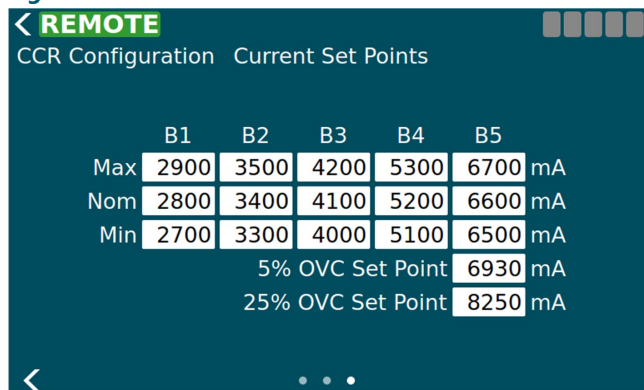 REMOTE
CCR Configuration Current Set Points
B1 B2 B3 B4 B5
Max 2900 3500 4200 5300 6700 mA
Nom 2800 3400 4100 5200 6600 mA
Min 2700 3300 4000 5100 6500 mA
5% OVC Set Point 6930 mA
25% OVC Set Point 8250 mA